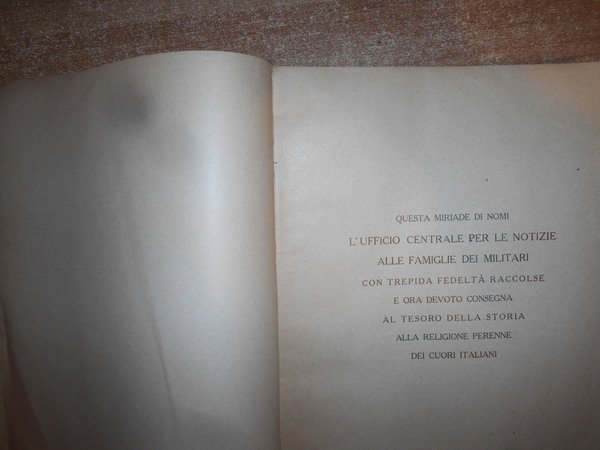 QUESTA MIRIADE DI NOMI
L'UFFICIO CENTRALE PER LE NOTIZIE
ALLE FAMIGLIE DEI MILITARI
CON TREPIDA FEDELTÀ RACCOLSE
E ORA DEVOTO CONSEGNA
AL TESORO DELLA STORIA
ALLA RELIGIONE PERENNE
DEI CUORI ITALIANI